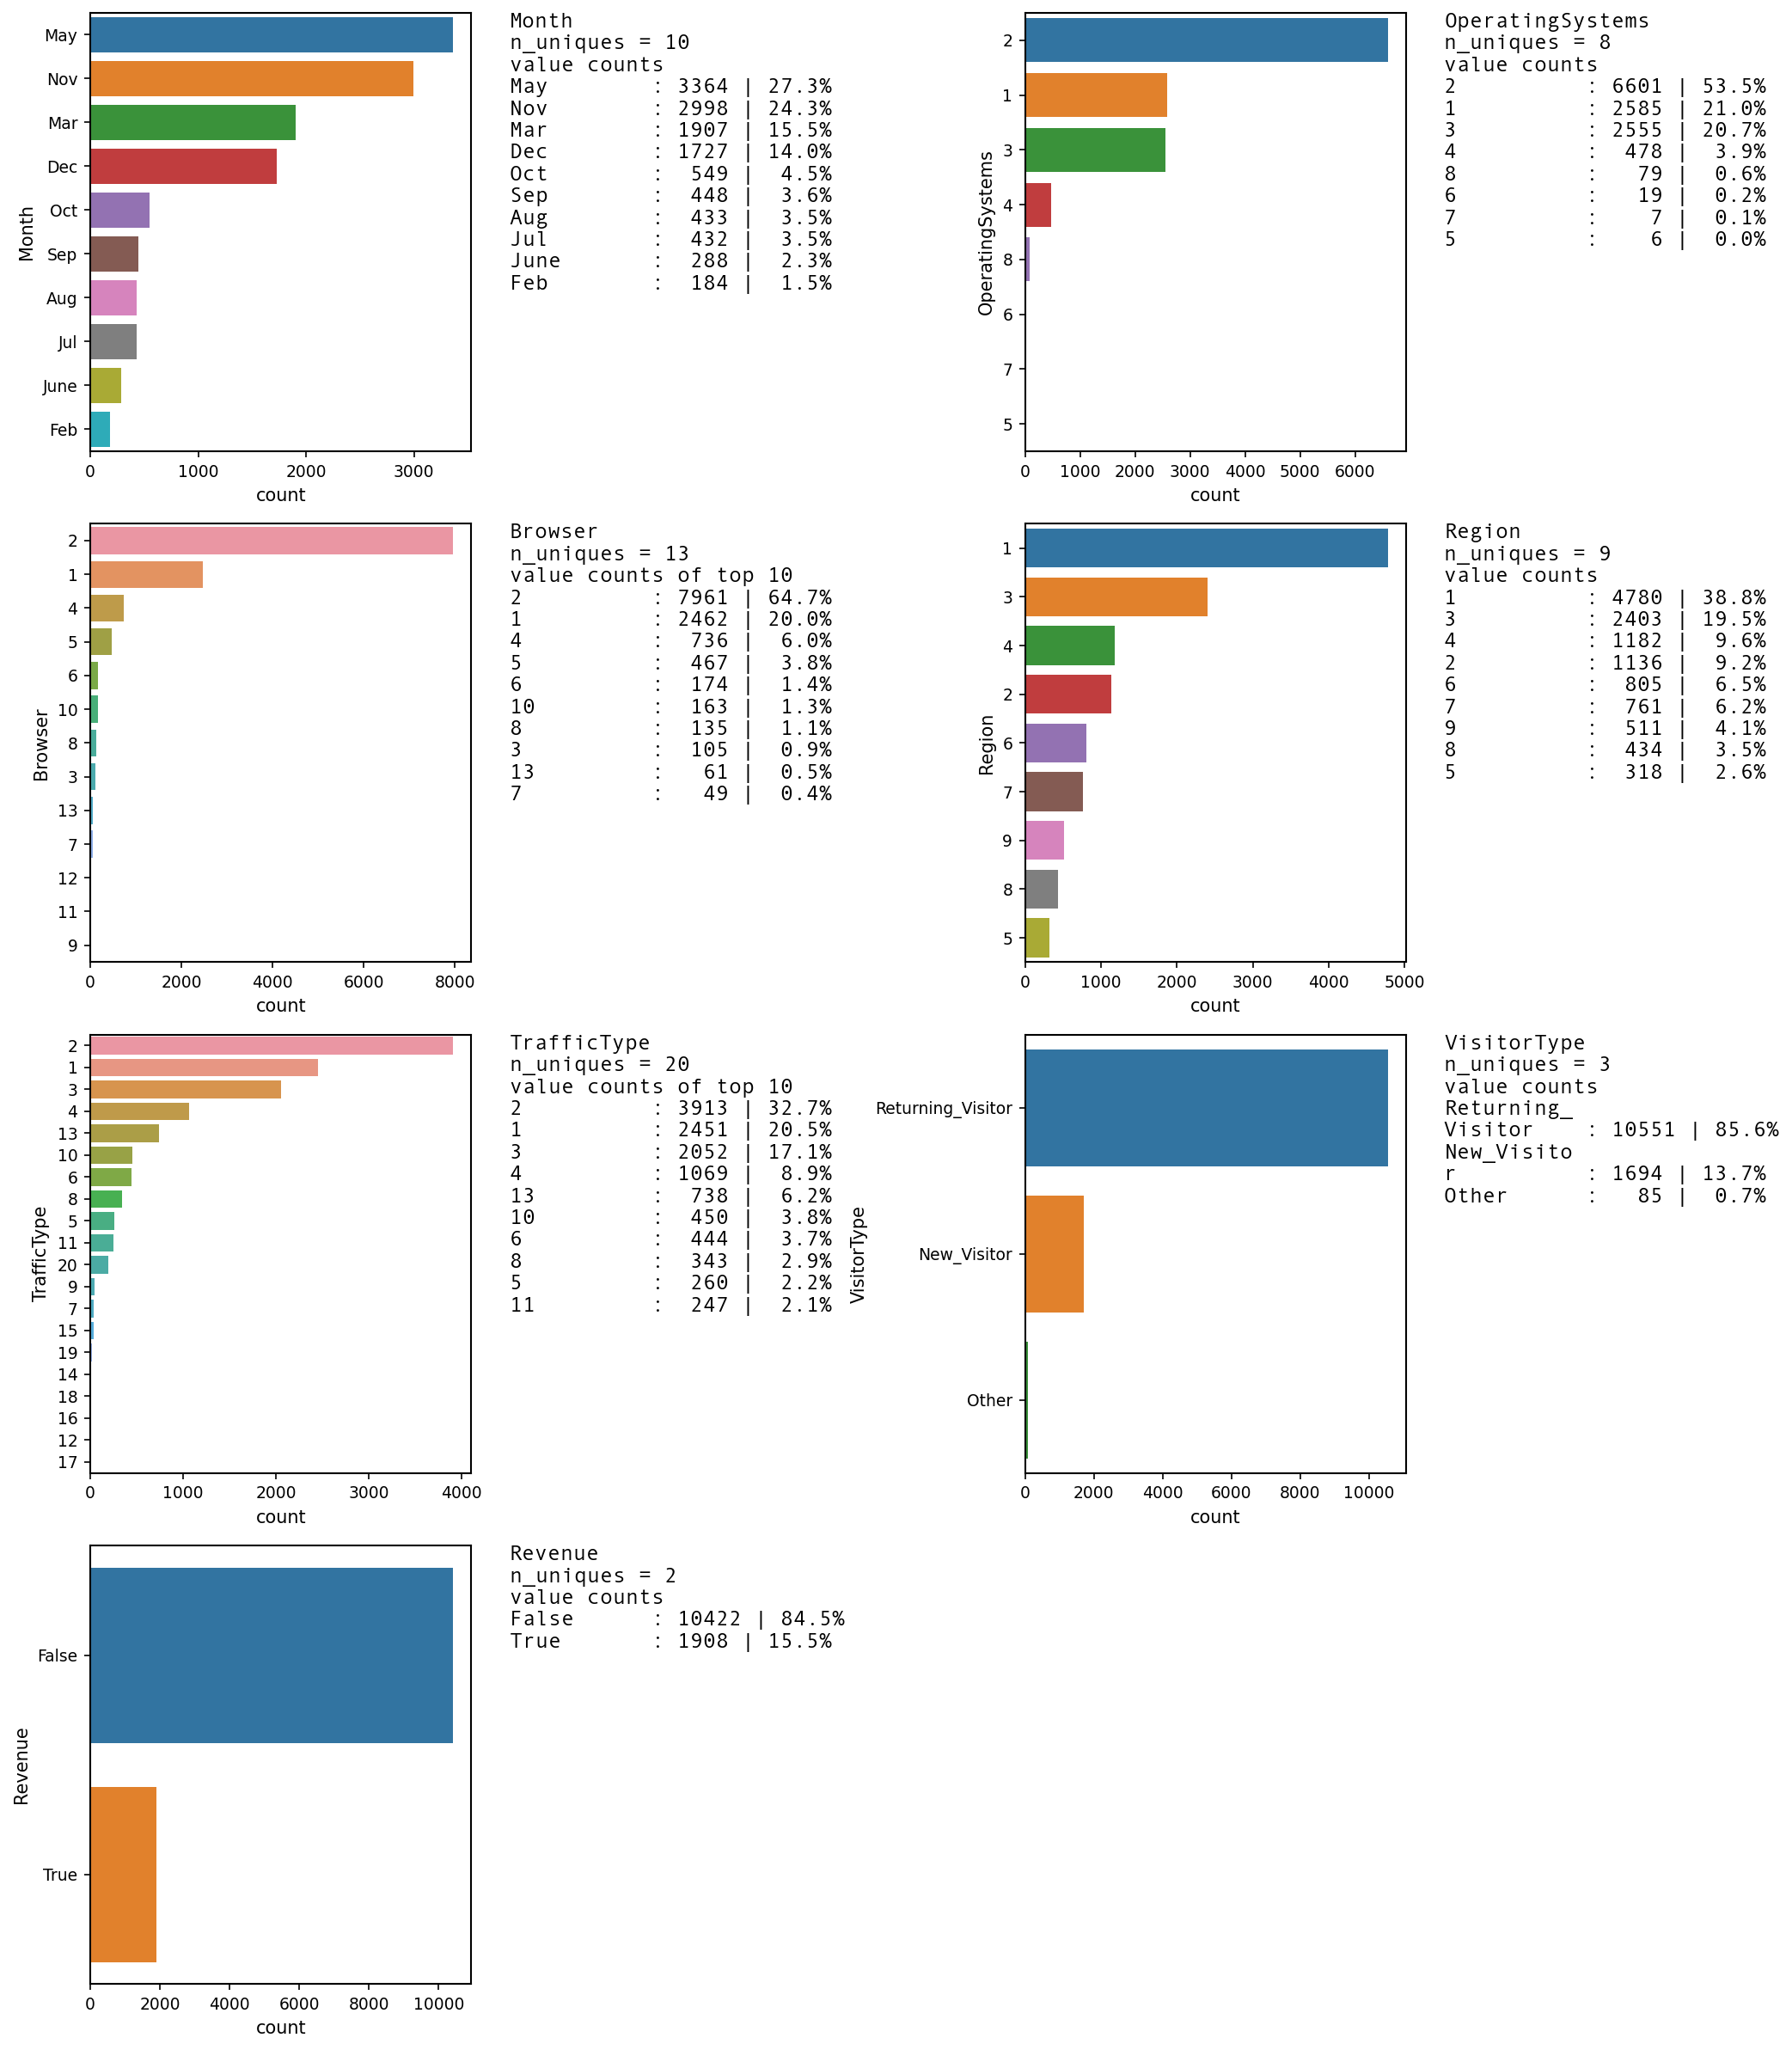 May
Nov
Mar
Dec
Oct
Sep
Aug
Jul
June
Feb
Month
0 1000 2000 3000
count
Month
n_uniques = 10
value counts
May : 3364 | 27.3%
Nov : 2998 | 24.3%
Mar : 1907 | 15.5%
Dec : 1727 | 14.0%
Oct : 549 | 4.5%
Sep : 448 | 3.6%
Aug : 433 | 3.5%
Jul : 432 | 3.5%
June : 288 | 2.3%
Feb : 184 | 1.5%
2
1
3
4
8
6
7
5
OperatingSystems
0 1000 2000 3000 4000 5000 6000
count
OperatingSystems
n_uniques = 8
value counts
2 : 6601 | 53.5%
1 : 2585 | 21.0%
3 : 2555 | 20.7%
4 : 478 | 3.9%
8 : 79 | 0.6%
6 : 19 | 0.2%
7 : 7 | 0.1%
5 : 6 | 0.0%
2
1
4
5
6
10
8
3
13
7
12
11
9
Browser
0 2000 4000 6000 8000
count
Browser
n_uniques = 13
value counts of top 10
2 : 7961 | 64.7%
1 : 2462 | 20.0%
4 : 736 | 6.0%
5 : 467 | 3.8%
6 : 174 | 1.4%
10 : 163 | 1.3%
8 : 135 | 1.1%
3 : 105 | 0.9%
13 : 61 | 0.5%
7 : 49 | 0.4%
1
3
4
2
6
7
9
8
5
Region
0 1000 2000 3000 4000 5000
count
Region
n_uniques = 9
value counts
1 : 4780 | 38.8%
3 : 2403 | 19.5%
4 : 1182 | 9.6%
2 : 1136 | 9.2%
6 : 805 | 6.5%
7 : 761 | 6.2%
9 : 511 | 4.1%
8 : 434 | 3.5%
5 : 318 | 2.6%
2
1
3
4
13
10
6
8
5
11
20
9
7
15
19
14
18
16
12
17
TrafficType
0 1000 2000 3000 4000
count
TrafficType
n_uniques = 20
value counts of top 10
2 : 3913 | 32.7%
1 : 2451 | 20.5%
3 : 2052 | 17.1%
4 : 1069 | 8.9%
13 : 738 | 6.2%
10 : 450 | 3.8%
6 : 444 | 3.7%
8 : 343 | 2.9%
5 : 260 | 2.2%
11 : 247 | 2.1%
Returning_Visitor
New_Visitor
Other
VisitorType
0 2000 4000 6000 8000 10000
count
VisitorType
n_uniques = 3
value counts
Returning_
Visitor : 10551 | 85.6%
New_Visito
r : 1694 | 13.7%
Other : 85 | 0.7%
False
True
Revenue
0 2000 4000 6000 8000 10000
count
Revenue
n_uniques = 2
value counts
False : 10422 | 84.5%
True : 1908 | 15.5%